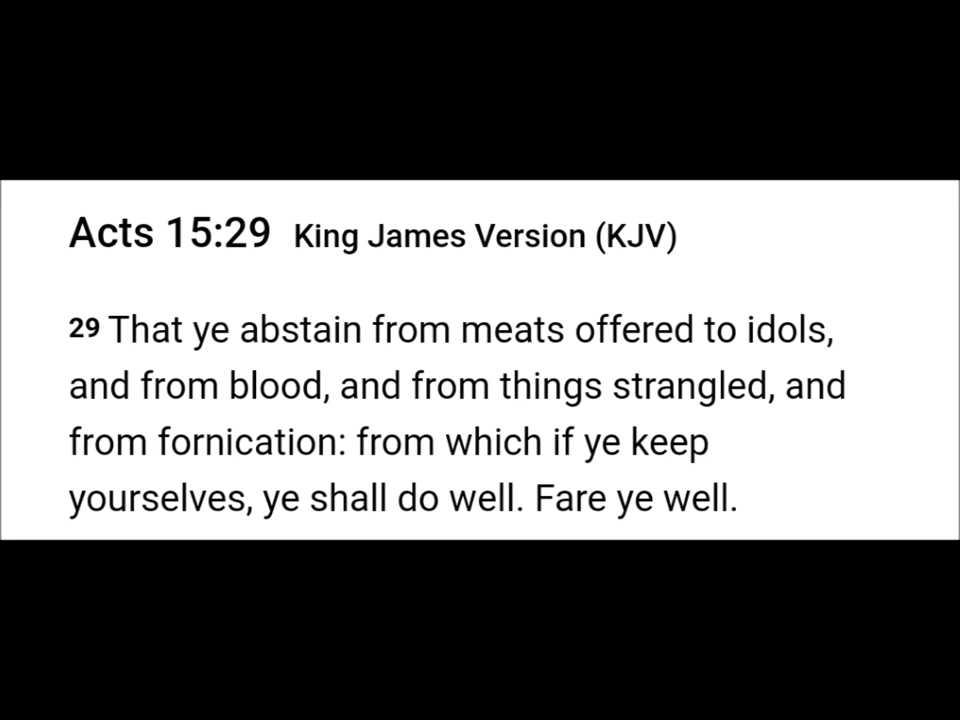 Acts 15:29 King James Version (KJV)
29 That ye abstain from meats offered to idols,
and from blood, and from things strangled, and
from fornication: from which if ye keep
yourselves, ye shall do well. Fare ye well.